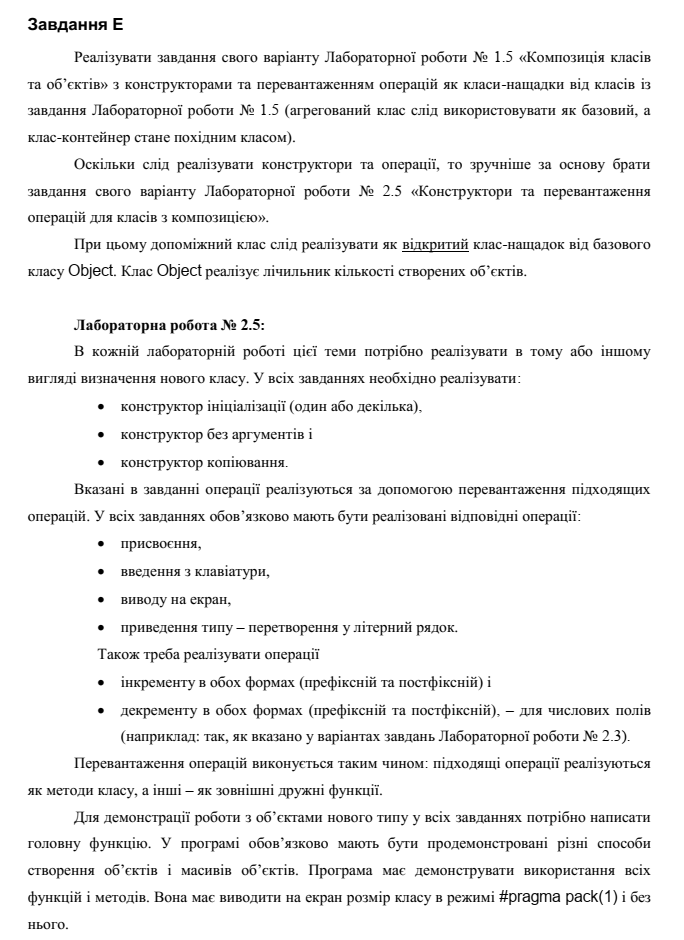 Завдання E
Реалізувати завдання свого варіанту Лабораторної роботи № 1.5 «Композиція класів
та об’єктів» з конструкторами та перевантаженням операцій як класи-нащадки від класів із
завдання Лабораторної роботи № 1.5 (агрегований клас слід використовувати як базовий, а
клас-контейнер стане похідним класом).
Оскільки слід реалізувати конструктори та операції, то зручніше за основу брати
завдання свого варіанту Лабораторної роботи № 2.5 «Конструктори та перевантаження
операцій для класів з композицією».
При цьому допоміжний клас слід реалізувати як відкритий клас-нащадок від базового
класу Object. Клас Object реалізує лічильник кількості створених об’єктів.
Лабораторна робота № 2.5:
В кожній лабораторній роботі цієї теми потрібно реалізувати в тому або іншому
вигляді визначення нового класу. У всіх завданнях необхідно реалізувати:
• конструктор ініціалізації (один або декілька),
• конструктор без аргументів і
• конструктор копіювання.
Вказані в завданні операції реалізуються за допомогою перевантаження підходящих
операцій. У всіх завданнях обов’язково мають бути реалізовані відповідні операції:
• присвоєння,
• введення з клавіатури,
• виводу на екран,
• приведення типу – перетворення у літерний рядок.
Також треба реалізувати операції
• інкременту в обох формах (префіксній та постфіксній) і
• декременту в обох формах (префіксній та постфіксній), – для числових полів
(наприклад: так, як вказано у варіантах завдань Лабораторної роботи № 2.3).
Перевантаження операцій виконується таким чином: підходящі операції реалізуються
як методи класу, а інші – як зовнішні дружні функції.
Для демонстрації роботи з об’єктами нового типу у всіх завданнях потрібно написати
головну функцію. У програмі обов’язково мають бути продемонстровані різні способи
створення об’єктів і масивів об’єктів. Програма має демонструвати використання всіх
функцій і методів. Вона має виводити на екран розмір класу в режимі #pragma pack(1) і без
нього.